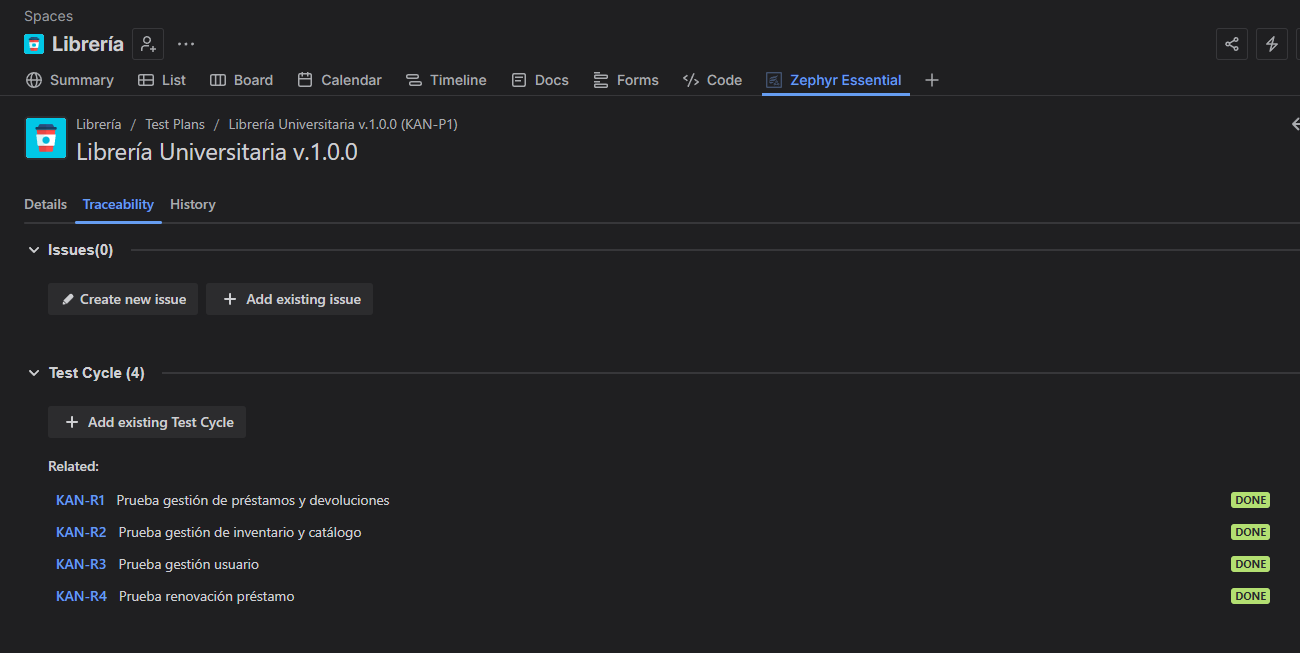 Spaces
Librería
Summary List Board Calendar Timeline Docs Forms Code Zephyr Essential
Librería / Test Plans / Librería Universitaria v.1.0.0 (KAN-P1)
Librería Universitaria v.1.0.0
Details Traceability History
Issues(0)
Create new issue Add existing issue
Test Cycle (4)
Add existing Test Cycle
Related:
KAN-R1 Prueba gestión de préstamos y devoluciones DONE
KAN-R2 Prueba gestión de inventario y catálogo DONE
KAN-R3 Prueba gestión usuario DONE
KAN-R4 Prueba renovación préstamo DONE